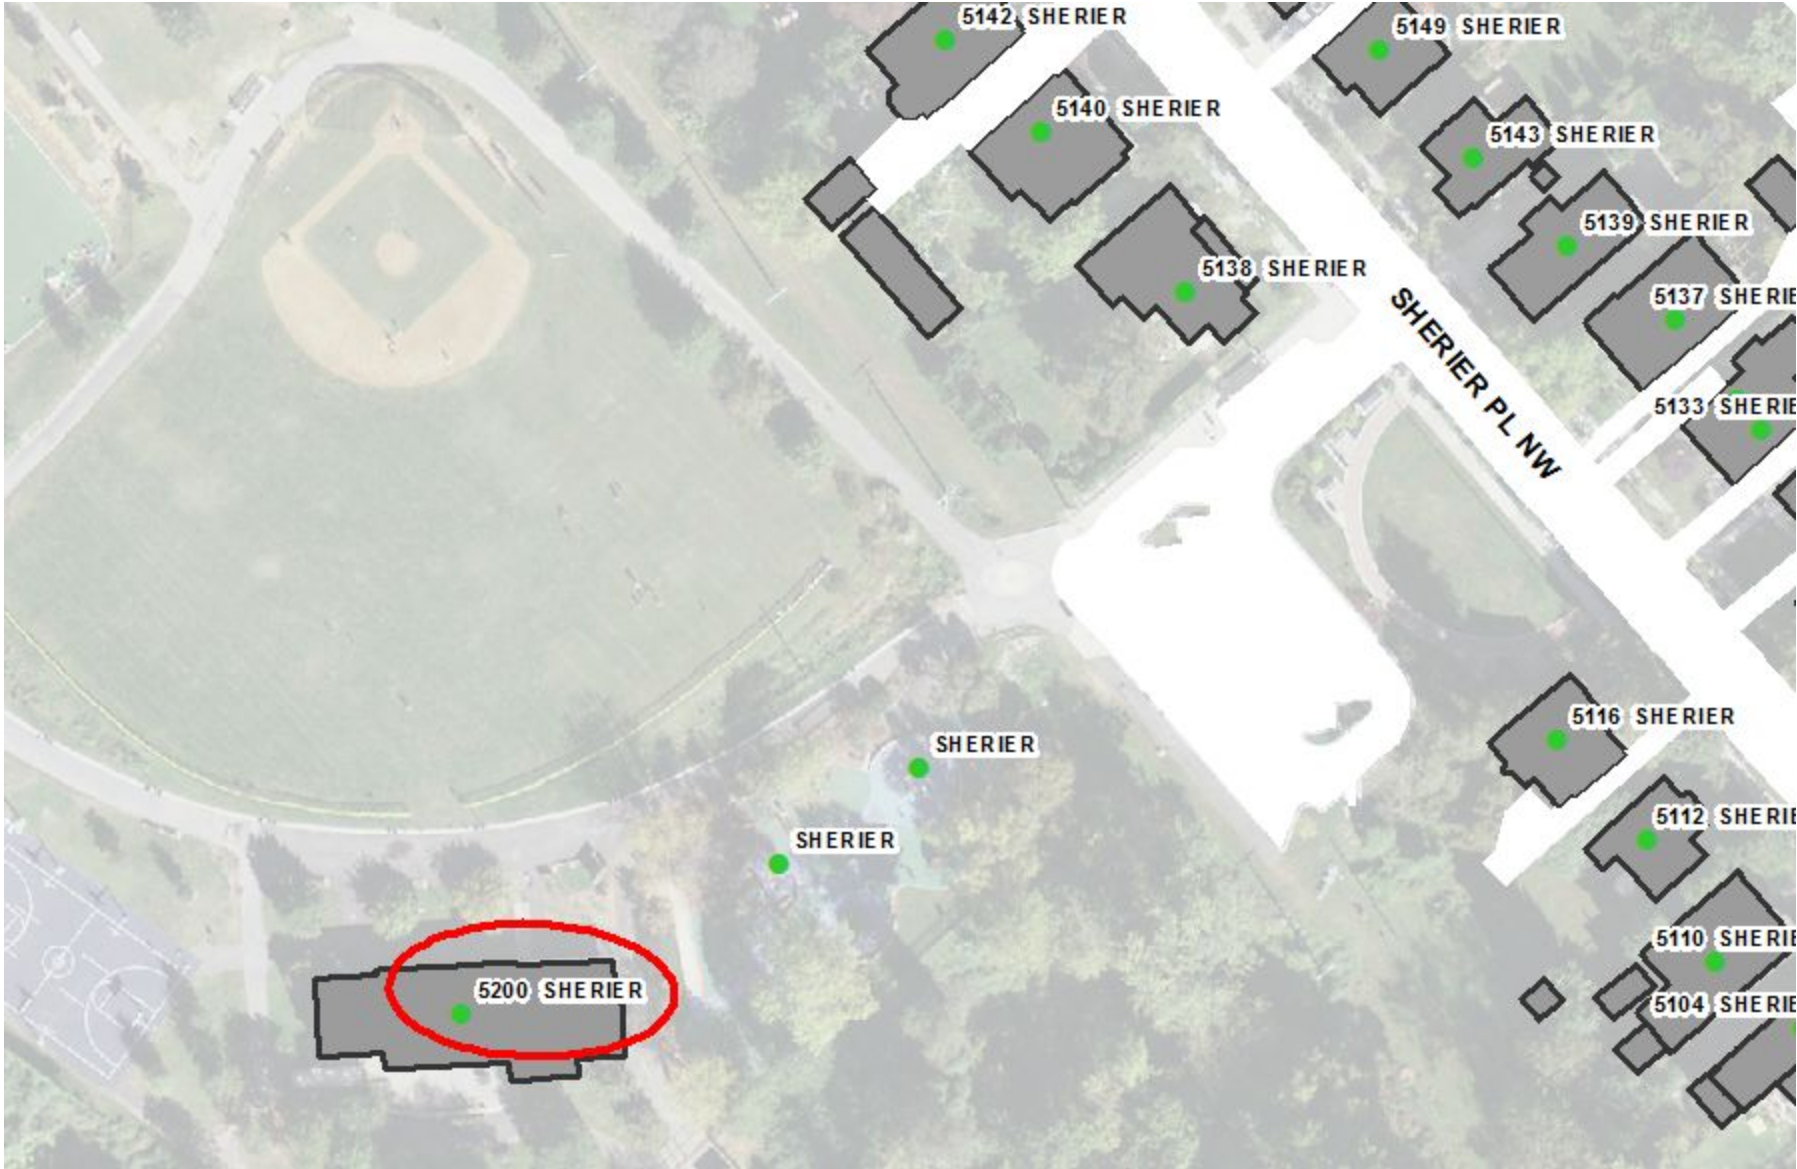 5142 SHERIER
5149 SHERIER
5140 SHERIER
5143 SHERIER
5139 SHERIER
5138 SHERIER
5137 SHERIE
SHERIER PL NW
5133 SHERIE
5116 SHERIER
SHERIER
5112 SHERIE
SHERIER
5110 SHERIE
5200 SHERIER
5104 SHERIE